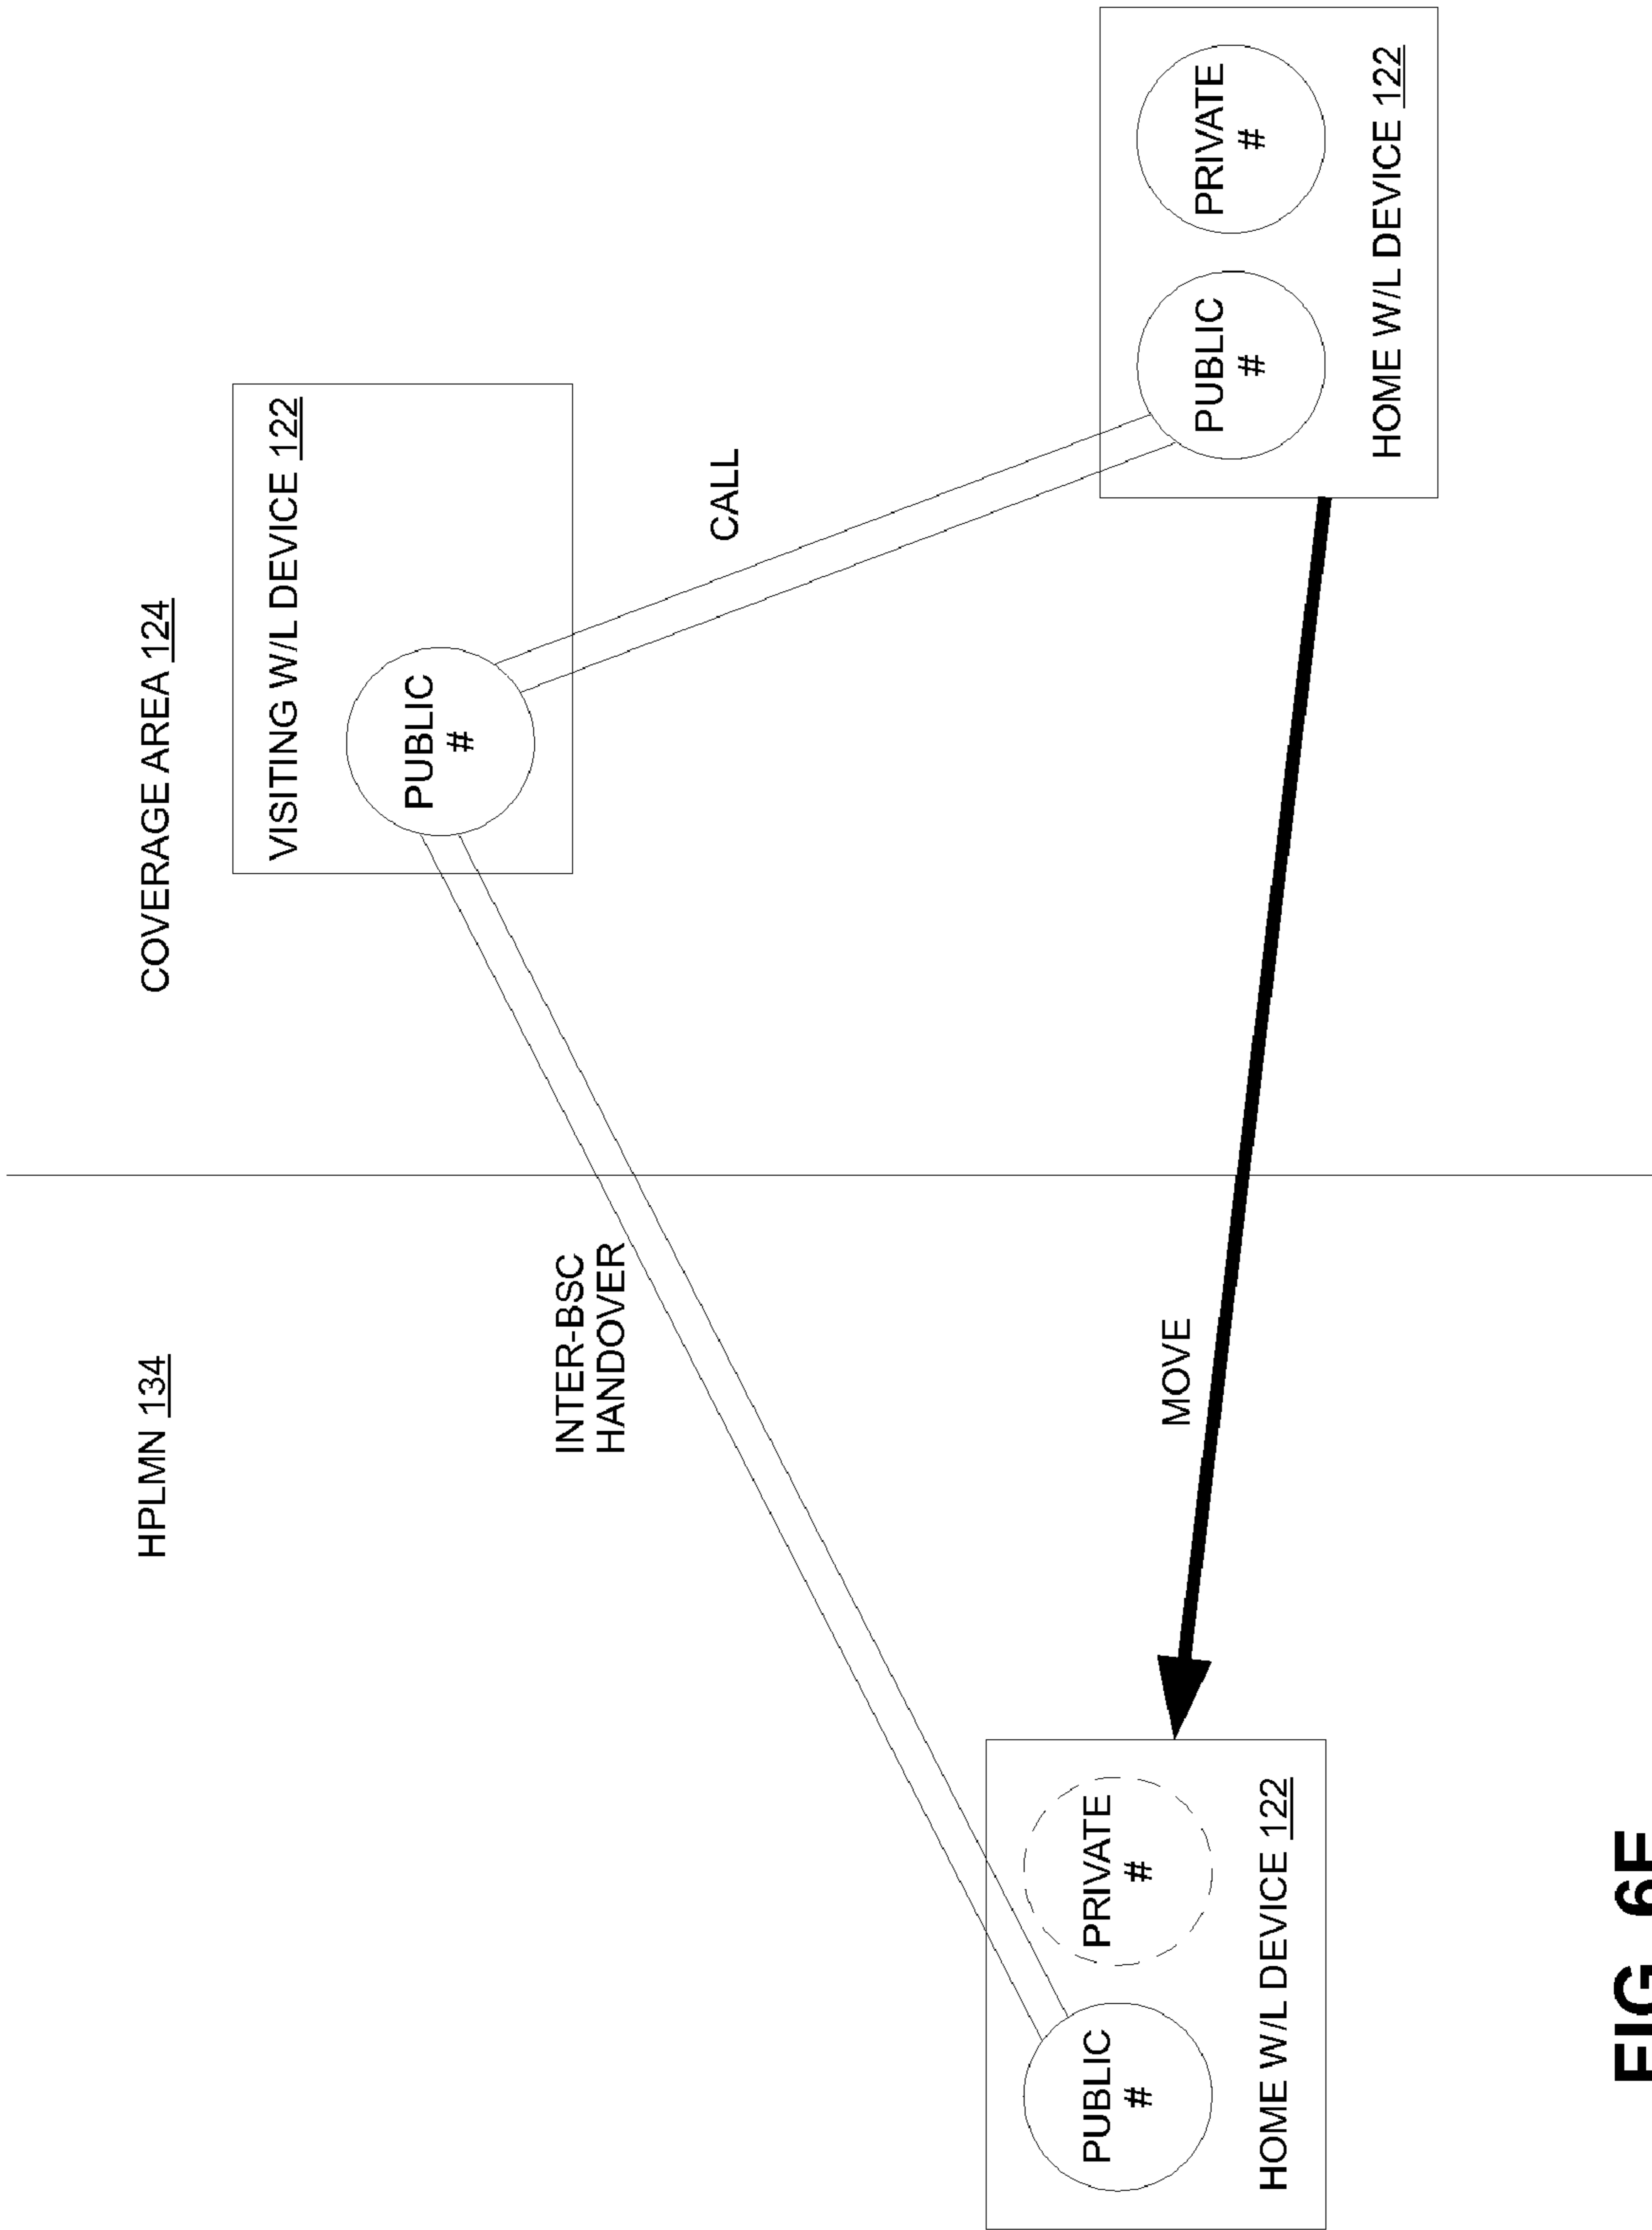 HPLMN 134
COVERAGE AREA 124
VISITING W/L DEVICE 122
PUBLIC
#
INTER-BSC
HANDOVER
CALL
PUBLIC
#
PRIVATE
#
HOME W/L DEVICE 122
MOVE
PUBLIC
#
PRIVATE
#
HOME W/L DEVICE 122
FIG